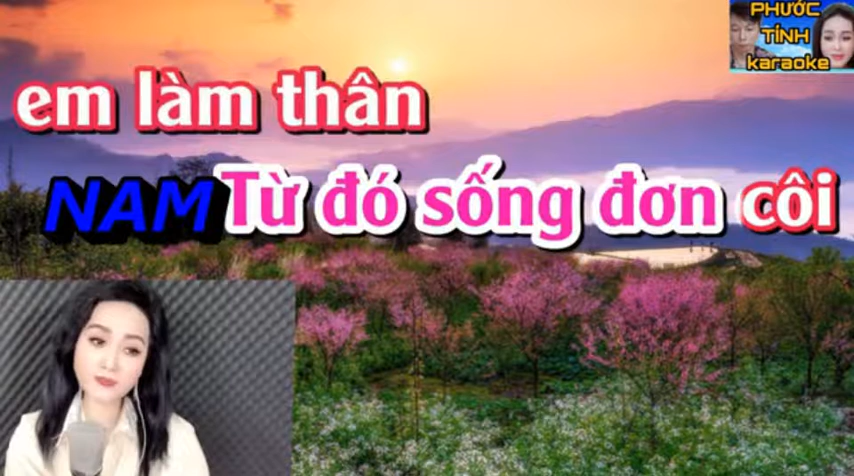 PHƯỚC
TÍNH
karaoke
em làm thân
NAM Từ đó sống đơn côi